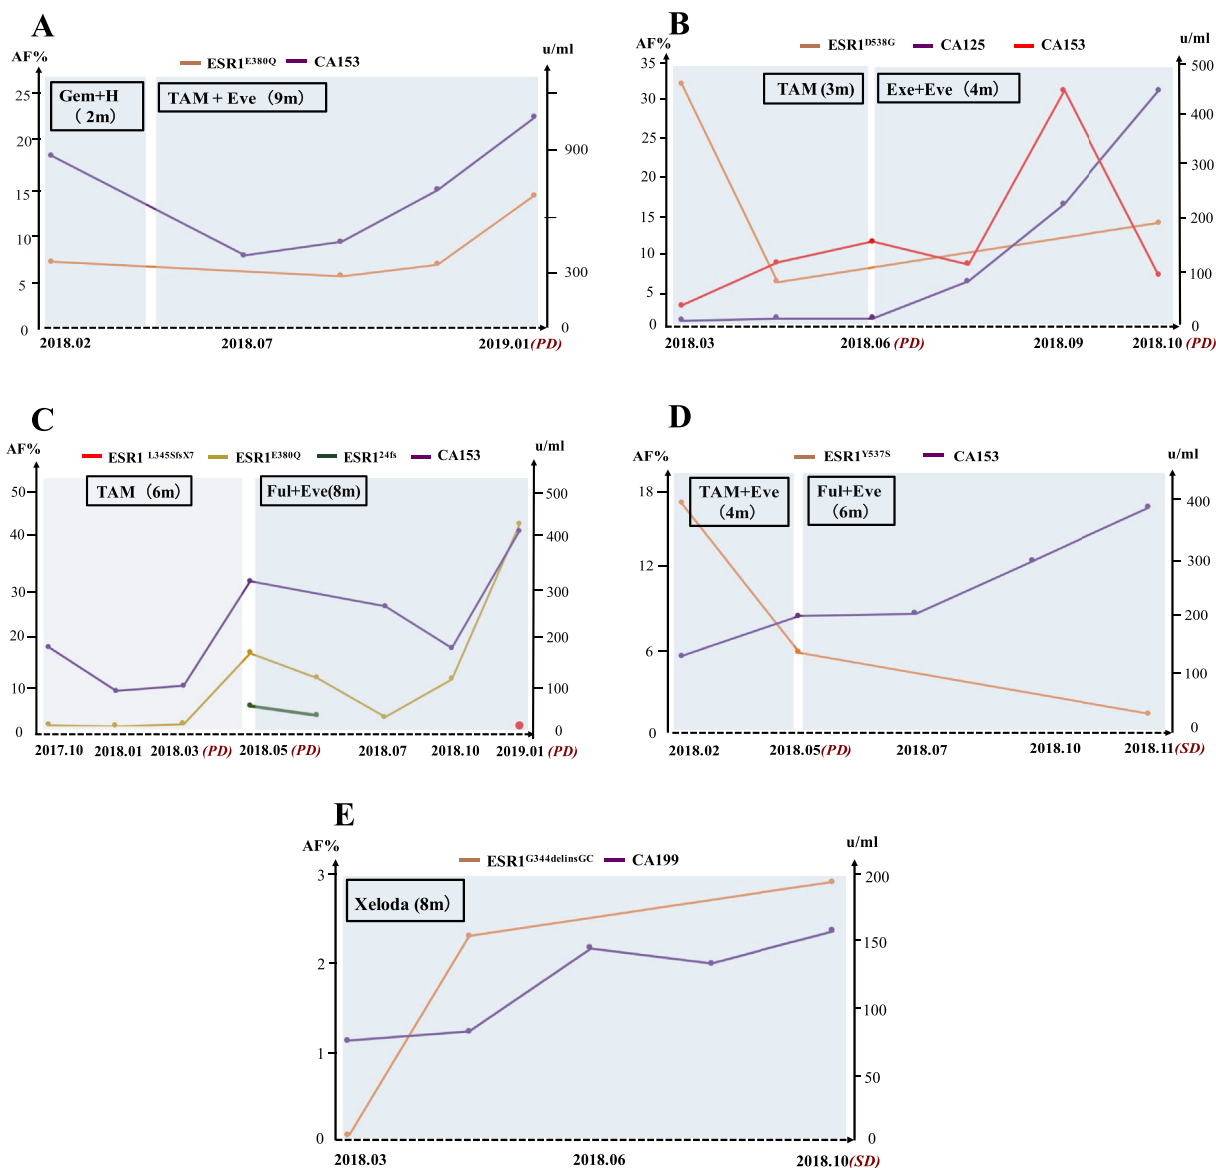 A
AF%
u/ml
ESR1E380Q
CA153
Gem+H
( 2m)
TAM + Eve (9m)
25
20
15
10
5
0
900
300
0
2018.02
2018.07
2019.01(PD)
B
AF%
u/ml
ESR1D538G
CA125
CA153
TAM (3m)
Exe+Eve (4m)
35
30
25
20
15
10
5
0
500
400
300
200
100
0
2018.03
2018.06 (PD)
2018.09
2018.10 (PD)
C
AF%
u/ml
ESR1 L345SfsX7
ESR1E380Q
ESR124fs
CA153
TAM (6m)
Ful+Eve(8m)
50
40
30
20
10
0
500
400
300
200
100
0
2017.10
2018.01
2018.03 (PD)
2018.05 (PD)
2018.07
2018.10
2019.01 (PD)
D
AF%
u/ml
ESR1Y537S
CA153
TAM+Eve
(4m)
Ful+Eve
(6m)
18
12
6
0
400
300
200
100
0
2018.02
2018.05(PD)
2018.07
2018.10
2018.11(SD)
E
AF%
u/ml
ESR1G344delinsGC
CA199
Xeloda (8m)
3
2
1
0
200
150
100
50
0
2018.03
2018.06
2018.10(SD)